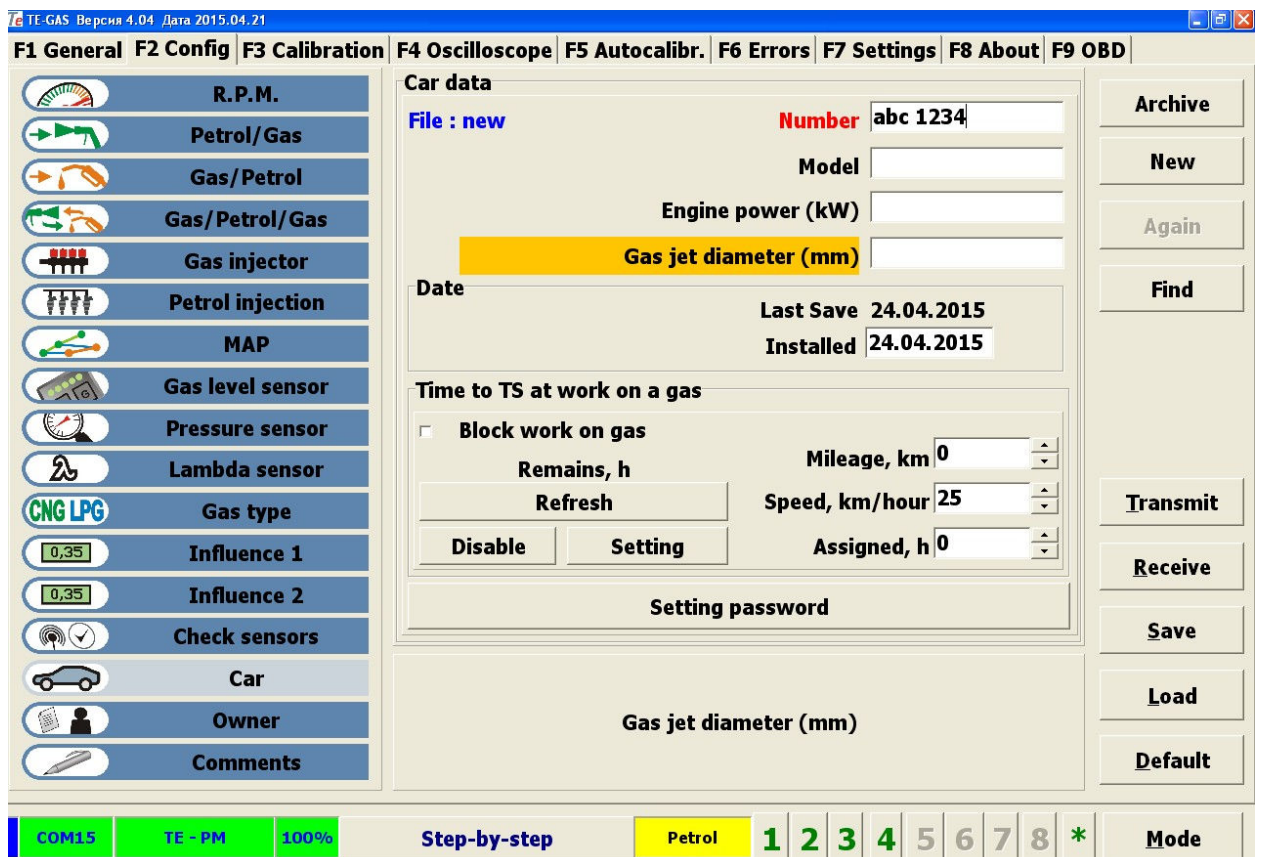 Te TE-GAS Версия 4.04 Дата 2015.04.21
F1 General F2 Config F3 Calibration F4 Oscilloscope F5 Autocalibr. F6 Errors F7 Settings F8 About F9 OBD
R.P.M.
Petrol/Gas
Gas/Petrol
Gas/Petrol/Gas
Gas injector
Petrol injection
MAP
Gas level sensor
Pressure sensor
Lambda sensor
CNG LPG Gas type
0,35 Influence 1
0,35 Influence 2
Check sensors
Car
Owner
Comments
Car data
File : new Number abc 1234
Model
Engine power (kW)
Gas jet diameter (mm)
Date
Last Save 24.04.2015
Installed 24.04.2015
Time to TS at work on a gas
Block work on gas
Remains, h
Mileage, km 0
Refresh
Speed, km/hour 25
Disable Setting
Assigned, h 0
Setting password
Gas jet diameter (mm)
Archive
New
Again
Find
Transmit
Receive
Save
Load
Default
COM15 TE - PM 100% Step-by-step Petrol 1 2 3 4 5 6 7 8 * Mode